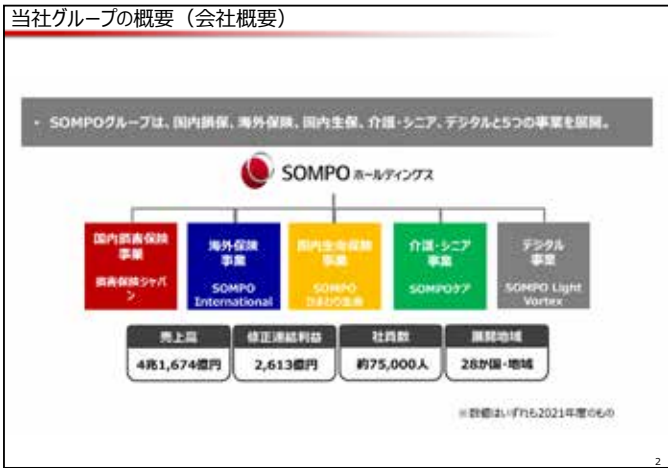 当社グループの概要（会社概要）
・ SOMPOグループは、国内損保、海外保険、国内生保、介護・シニア、デジタルと5つの事業を展開。
SOMPO ホールディングス
国内損害保険
事業
損害保険ジャパ
ン
海外保険
事業
SOMPO
International
国内生命保険
事業
SOMPO
ひまわり生命
介護・シニア
事業
SOMPOケア
デジタル
事業
SOMPO Light
Vortex
売上高
4兆1,674億円
修正連結利益
2,613億円
社員数
約75,000人
展開地域
28か国・地域
※数値はいずれも2021年度のもの
2